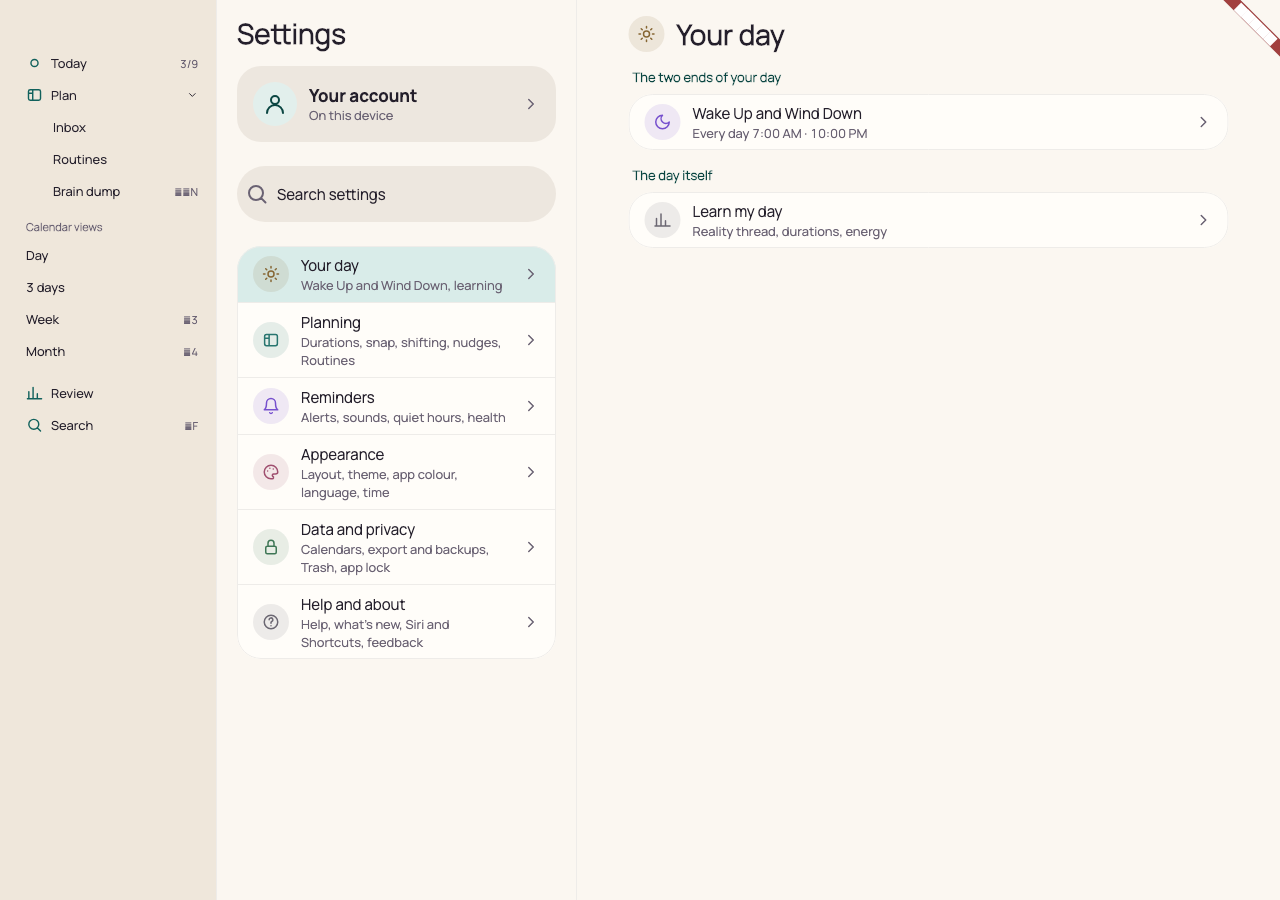 Today 3/9
Plan
Inbox
Routines
Brain dump N
Calendar views
Day
3 days
Week 3
Month 4
Review
Search F
Settings
Your account
On this device
Search settings
Your day
Wake Up and Wind Down, learning
Planning
Durations, snap, shifting, nudges,
Routines
Reminders
Alerts, sounds, quiet hours, health
Appearance
Layout, theme, app colour,
language, time
Data and privacy
Calendars, export and backups,
Trash, app lock
Help and about
Help, what's new, Siri and
Shortcuts, feedback
Your day
The two ends of your day
Wake Up and Wind Down
Every day 7:00 AM · 10:00 PM
The day itself
Learn my day
Reality thread, durations, energy